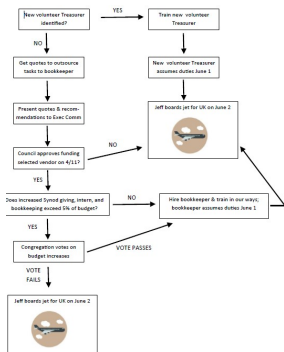 New volunteer Treasurer
identified?
YES
Train new volunteer
Treasurer
NO
Get quotes to outsource
tasks to bookkeeper
New volunteer Treasurer
assumes duties June 1
Present quotes & recom-
mendations to Exec Comm
Jeff boards jet for UK on June 2
Council approves funding
selected vendor on 4/11?
NO
YES
Does increased Synod giving, intern, and
bookkeeping exceed 5% of budget?
NO
Hire bookkeeper & train in our ways;
bookkeeper assumes duties June 1
YES
Congregation votes on
budget increases
VOTE PASSES
VOTE
FAILS
Jeff boards jet for UK on June 2